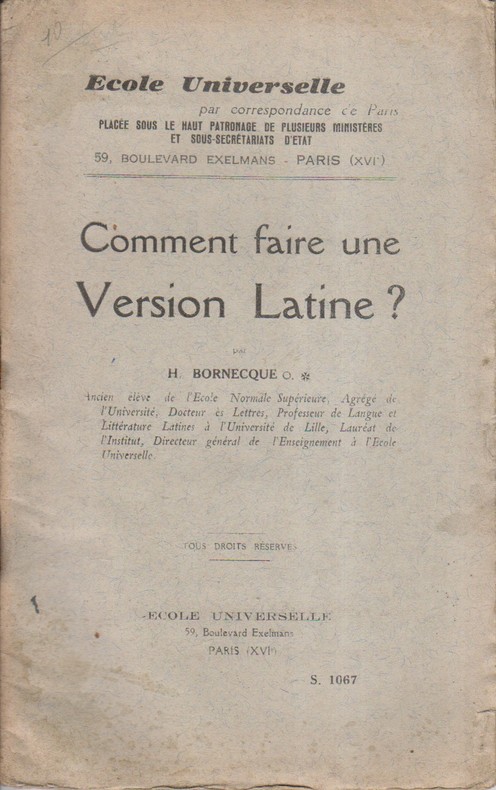 10
Ecole Universelle
par correspondance de Paris
PLACÉE SOUS LE HAUT PATRONAGE DE PLUSIEURS MINISTÈRES
ET SOUS-SECRÉTARIATS D'ETAT
59, BOULEVARD EXELMANS - PARIS (XVIe)
Comment faire une
Version Latine ?
par
H. BORNECQUE O. ✻
Ancien élève de l'Ecole Normale Supérieure, Agrégé de
l'Université, Docteur ès Lettres, Professeur de Langue et
Littérature Latines à l'Université de Lille, Lauréat de
l'Institut, Directeur général de l'Enseignement à l'Ecole
Universelle
TOUS DROITS RÉSERVÉS
ECOLE UNIVERSELLE
59, Boulevard Exelmans
PARIS (XVIe)
S. 1067